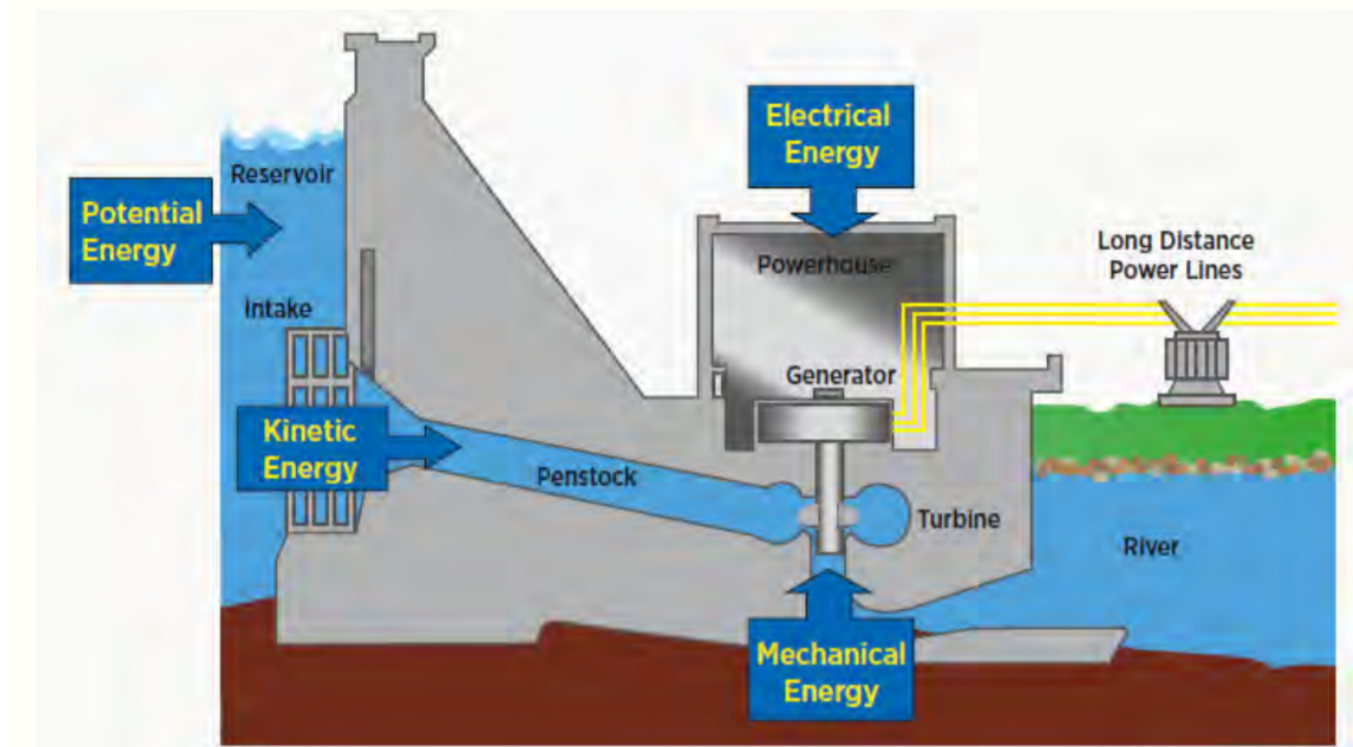 Electrical
Energy
Reservoir
Potential
Energy
Long Distance
Power Lines
Powerhouse
Intake
Generator
Kinetic
Energy
Penstock
Turbine
River
Mechanical
Energy